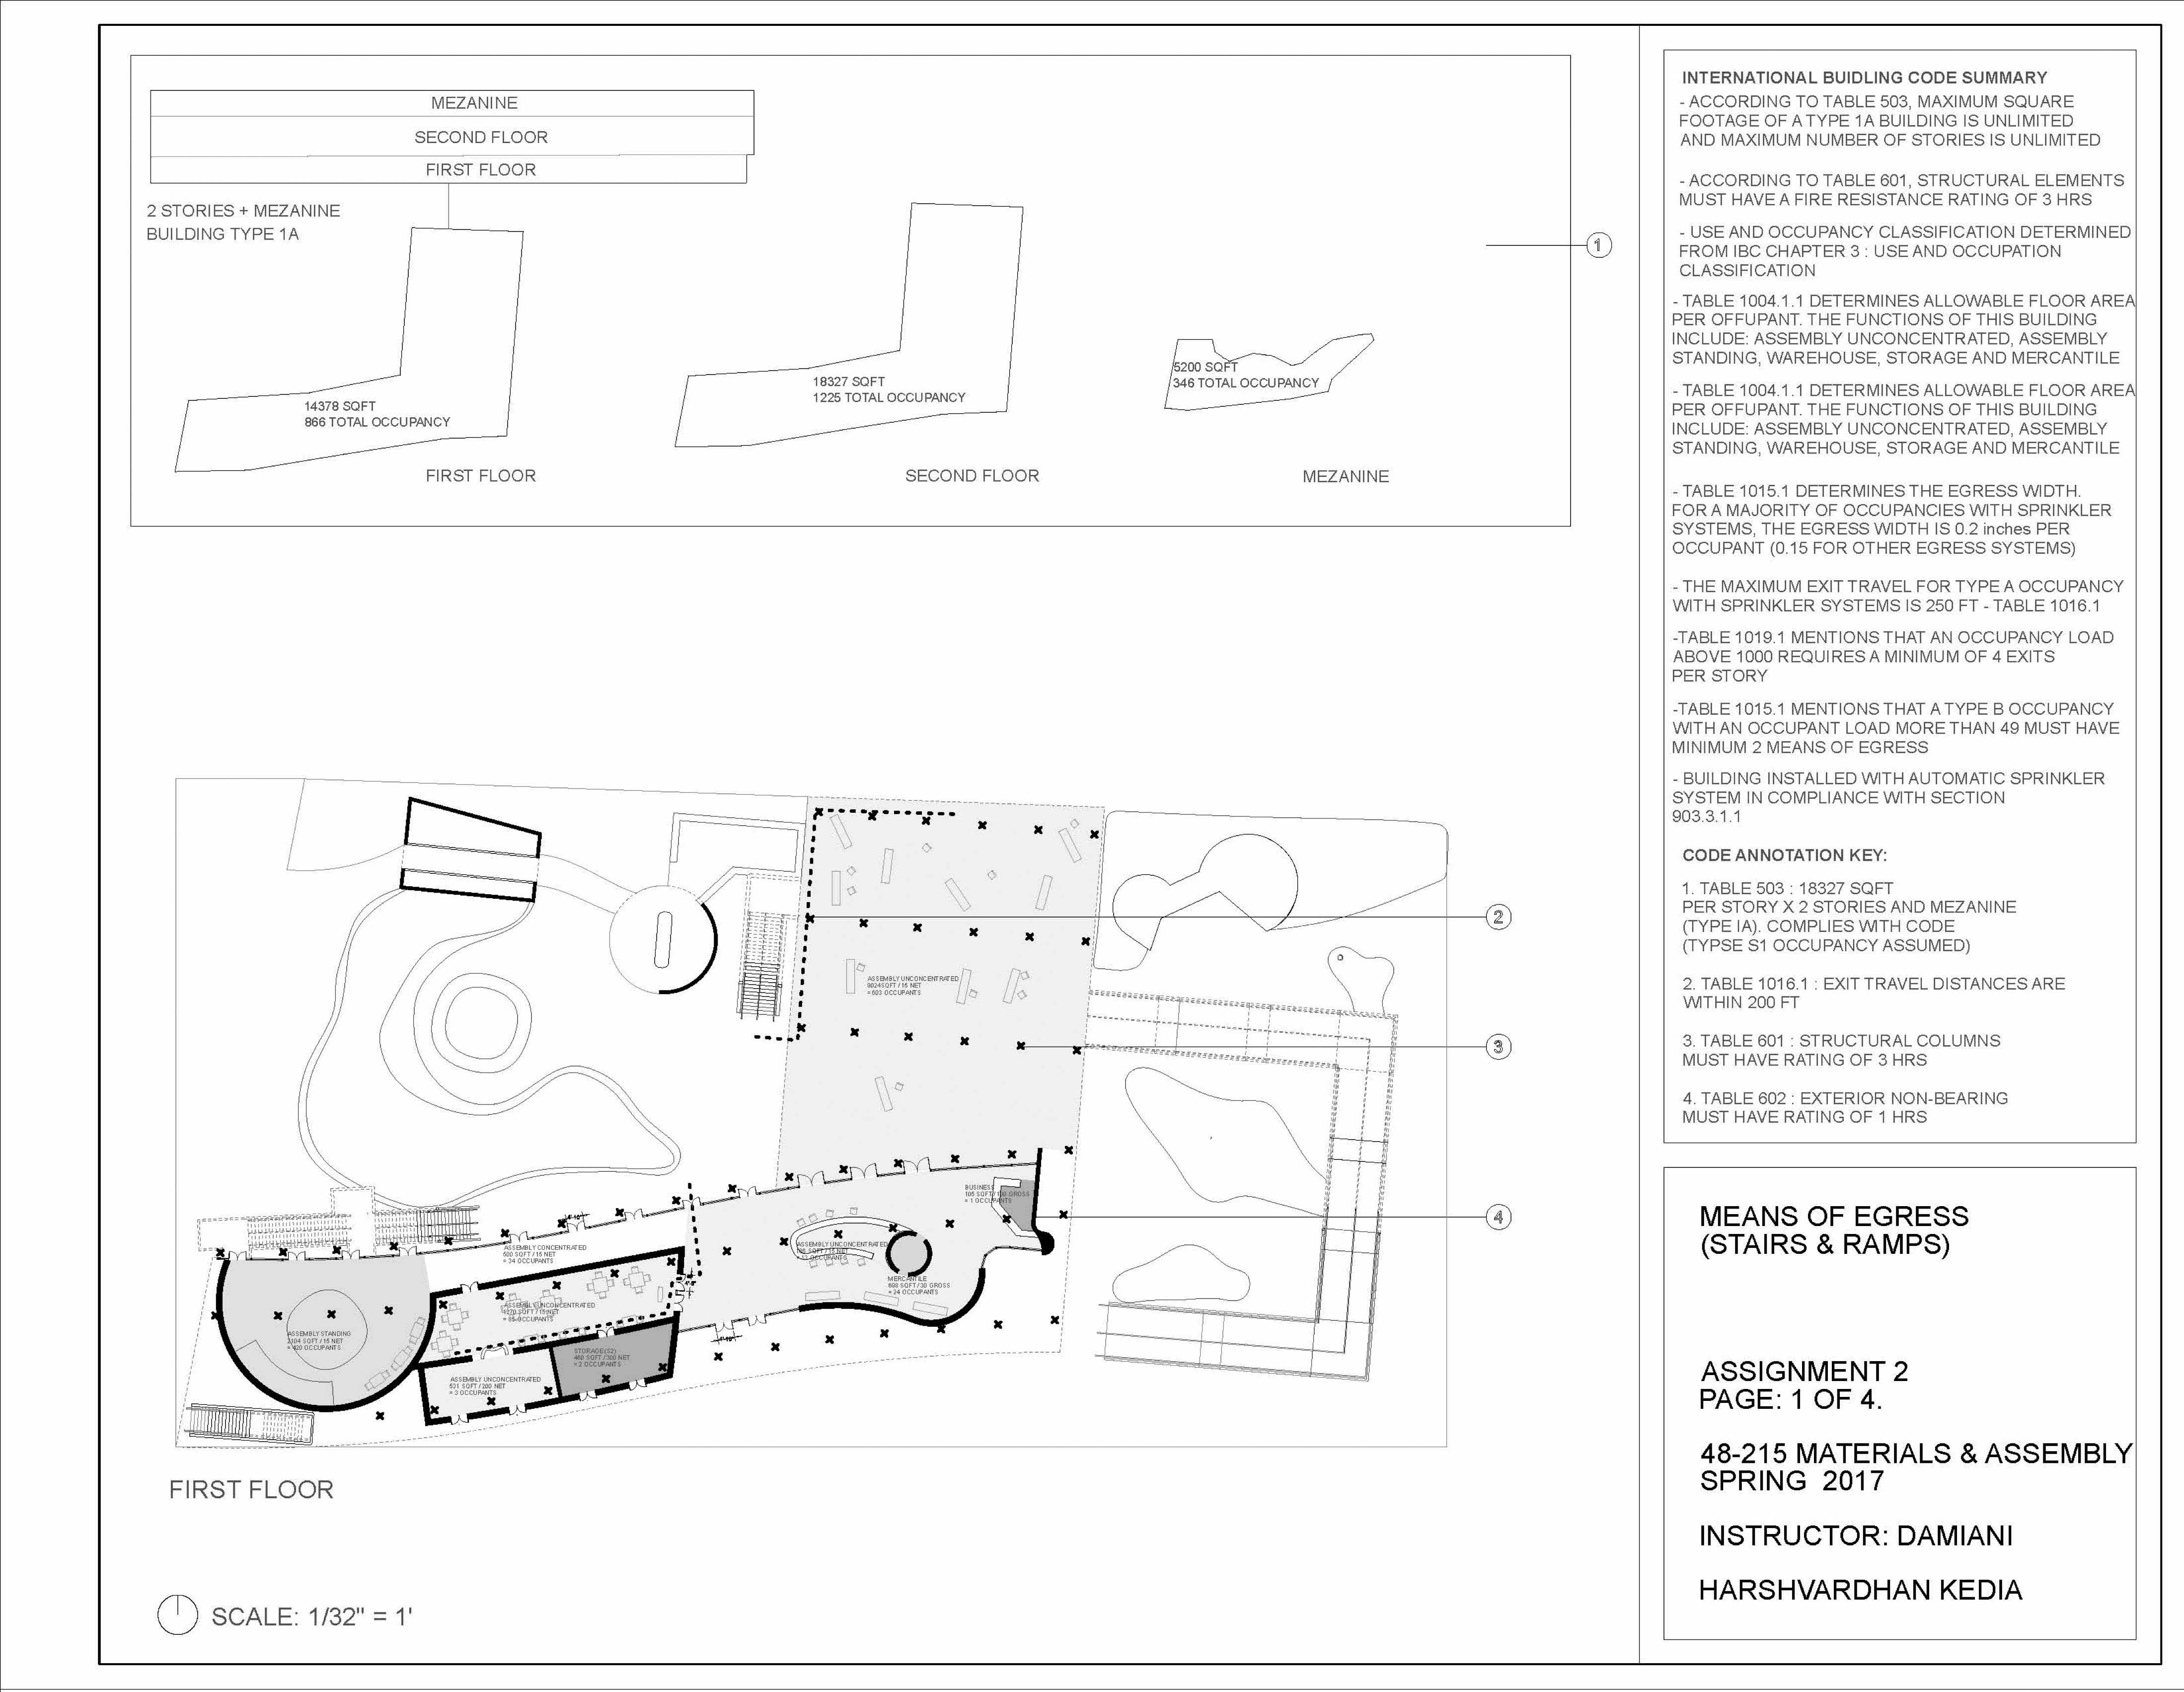 MEZANINE
SECOND FLOOR
FIRST FLOOR
2 STORIES + MEZANINE
BUILDING TYPE 1A
14378 SQFT
866 TOTAL OCCUPANCY
FIRST FLOOR
18327 SQFT
1225 TOTAL OCCUPANCY
SECOND FLOOR
5200 SQFT
346 TOTAL OCCUPANCY
MEZANINE
1
ASSEMBLY UNCONCENTRATED
= 603 OCCUPANTS
2
3
4
BUSINESS
105 SQFT / 100 GROSS
= 1 OCCUPANTS
ASSEMBLY CONCENTRATED
500 SQFT / 15 NET
= 34 OCCUPANTS
ASSEMBLY UNCONCENTRATED
MERCANTILE
698 SQFT / 30 GROSS
= 24 OCCUPANTS
ASSEMBLY UNCONCENTRATED
1270 SQFT / 15 NET
= 85 OCCUPANTS
ASSEMBLY STANDING
2104 SQFT / 15 NET
= 420 OCCUPANTS
STORAGE(S2)
460 SQFT / 300 NET
= 2 OCCUPANTS
ASSEMBLY UNCONCENTRATED
531 SQFT / 200 NET
= 3 OCCUPANTS
FIRST FLOOR
SCALE: 1/32" = 1'
INTERNATIONAL BUIDLING CODE SUMMARY
- ACCORDING TO TABLE 503, MAXIMUM SQUARE
FOOTAGE OF A TYPE 1A BUILDING IS UNLIMITED
AND MAXIMUM NUMBER OF STORIES IS UNLIMITED
- ACCORDING TO TABLE 601, STRUCTURAL ELEMENTS
MUST HAVE A FIRE RESISTANCE RATING OF 3 HRS
- USE AND OCCUPANCY CLASSIFICATION DETERMINED
FROM IBC CHAPTER 3 : USE AND OCCUPATION
CLASSIFICATION
- TABLE 1004.1.1 DETERMINES ALLOWABLE FLOOR AREA
PER OFFUPANT. THE FUNCTIONS OF THIS BUILDING
INCLUDE: ASSEMBLY UNCONCENTRATED, ASSEMBLY
STANDING, WAREHOUSE, STORAGE AND MERCANTILE
- TABLE 1004.1.1 DETERMINES ALLOWABLE FLOOR AREA
PER OFFUPANT. THE FUNCTIONS OF THIS BUILDING
INCLUDE: ASSEMBLY UNCONCENTRATED, ASSEMBLY
STANDING, WAREHOUSE, STORAGE AND MERCANTILE
- TABLE 1015.1 DETERMINES THE EGRESS WIDTH.
FOR A MAJORITY OF OCCUPANCIES WITH SPRINKLER
SYSTEMS, THE EGRESS WIDTH IS 0.2 inches PER
OCCUPANT (0.15 FOR OTHER EGRESS SYSTEMS)
- THE MAXIMUM EXIT TRAVEL FOR TYPE A OCCUPANCY
WITH SPRINKLER SYSTEMS IS 250 FT - TABLE 1016.1
-TABLE 1019.1 MENTIONS THAT AN OCCUPANCY LOAD
ABOVE 1000 REQUIRES A MINIMUM OF 4 EXITS
PER STORY
-TABLE 1015.1 MENTIONS THAT A TYPE B OCCUPANCY
WITH AN OCCUPANT LOAD MORE THAN 49 MUST HAVE
MINIMUM 2 MEANS OF EGRESS
- BUILDING INSTALLED WITH AUTOMATIC SPRINKLER
SYSTEM IN COMPLIANCE WITH SECTION
903.3.1.1
CODE ANNOTATION KEY:
1. TABLE 503 : 18327 SQFT
PER STORY X 2 STORIES AND MEZANINE
(TYPE IA). COMPLIES WITH CODE
(TYPSE S1 OCCUPANCY ASSUMED)
2. TABLE 1016.1 : EXIT TRAVEL DISTANCES ARE
WITHIN 200 FT
3. TABLE 601 : STRUCTURAL COLUMNS
MUST HAVE RATING OF 3 HRS
4. TABLE 602 : EXTERIOR NON-BEARING
MUST HAVE RATING OF 1 HRS
MEANS OF EGRESS
(STAIRS & RAMPS)
ASSIGNMENT 2
PAGE: 1 OF 4.
48-215 MATERIALS & ASSEMBLY
SPRING 2017
INSTRUCTOR: DAMIANI
HARSHVARDHAN KEDIA